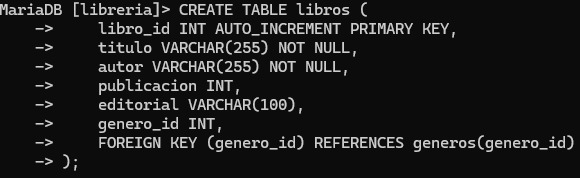 MariaDB [libreria]> CREATE TABLE libros (
    ->     libro_id INT AUTO_INCREMENT PRIMARY KEY,
    ->     titulo VARCHAR(255) NOT NULL,
    ->     autor VARCHAR(255) NOT NULL,
    ->     publicacion INT,
    ->     editorial VARCHAR(100),
    ->     genero_id INT,
    ->     FOREIGN KEY (genero_id) REFERENCES generos(genero_id)
    -> );